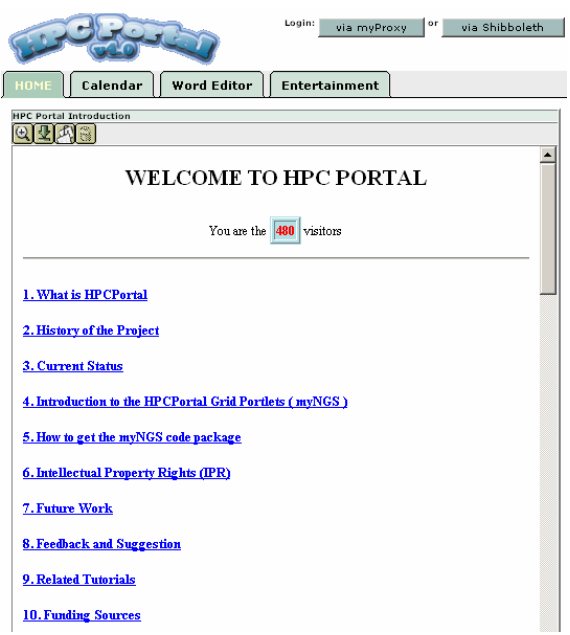 HPC Portal
v4.0
Login: via myProxy or via Shibboleth
HOME Calendar Word Editor Entertainment
HPC Portal Introduction
WELCOME TO HPC PORTAL
You are the 480 visitors
1. What is HPCPortal
2. History of the Project
3. Current Status
4. Introduction to the HPCPortal Grid Portlets ( myNGS )
5. How to get the myNGS code package
6. Intellectual Property Rights (IPR)
7. Future Work
8. Feedback and Suggestion
9. Related Tutorials
10. Funding Sources